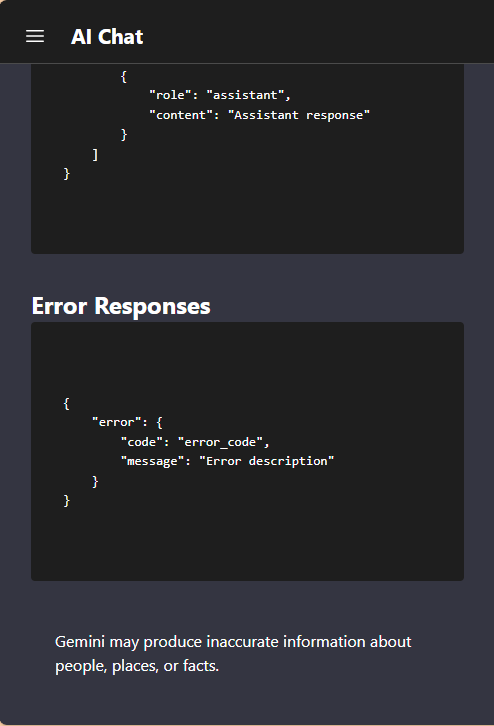 AI Chat
{
"role": "assistant",
"content": "Assistant response"
}
]
}
Error Responses
{
"error": {
"code": "error_code",
"message": "Error description"
}
}
Gemini may produce inaccurate information about
people, places, or facts.